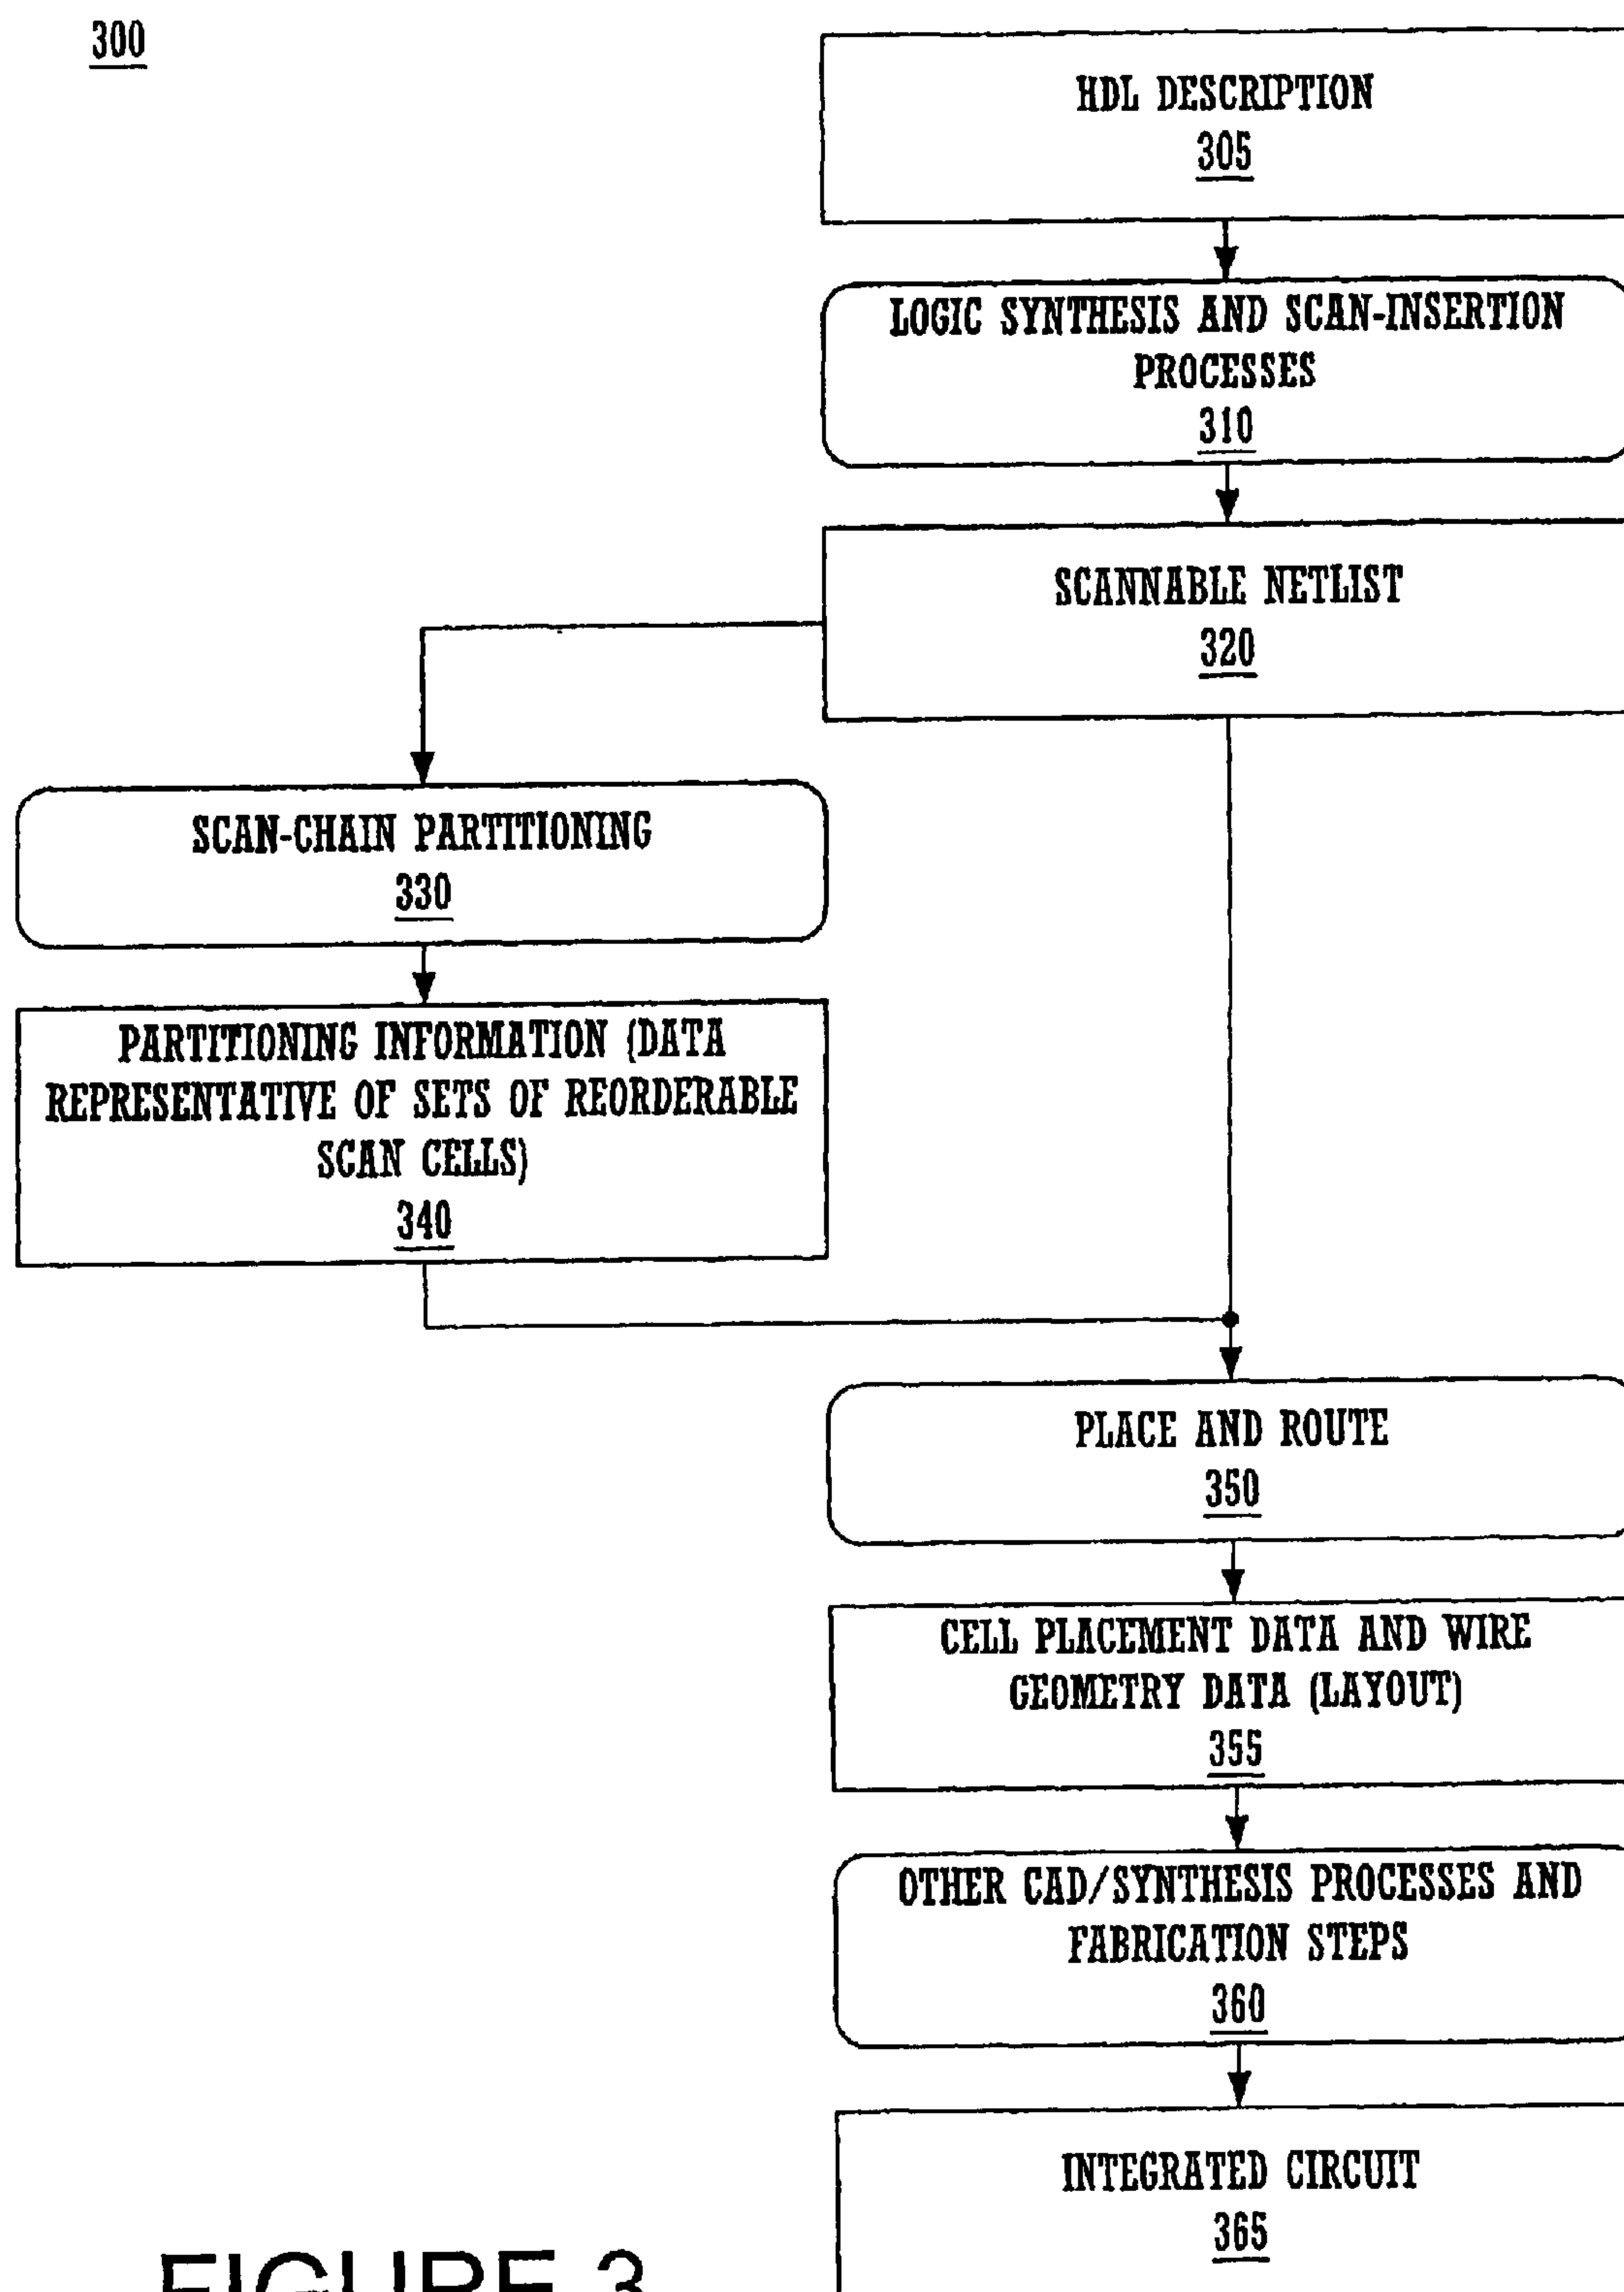 300
HDL DESCRIPTION
305
LOGIC SYNTHESIS AND SCAN-INSERTION
PROCESSES
310
SCANNABLE NETLIST
320
SCAN-CHAIN PARTITIONING
330
PARTITIONING INFORMATION (DATA
REPRESENTATIVE OF SETS OF REORDERABLE
SCAN CELLS)
340
PLACE AND ROUTE
350
CELL PLACEMENT DATA AND WIRE
GEOMETRY DATA (LAYOUT)
355
OTHER CAD/SYNTHESIS PROCESSES AND
FABRICATION STEPS
360
INTEGRATED CIRCUIT
365
FIGURE 3